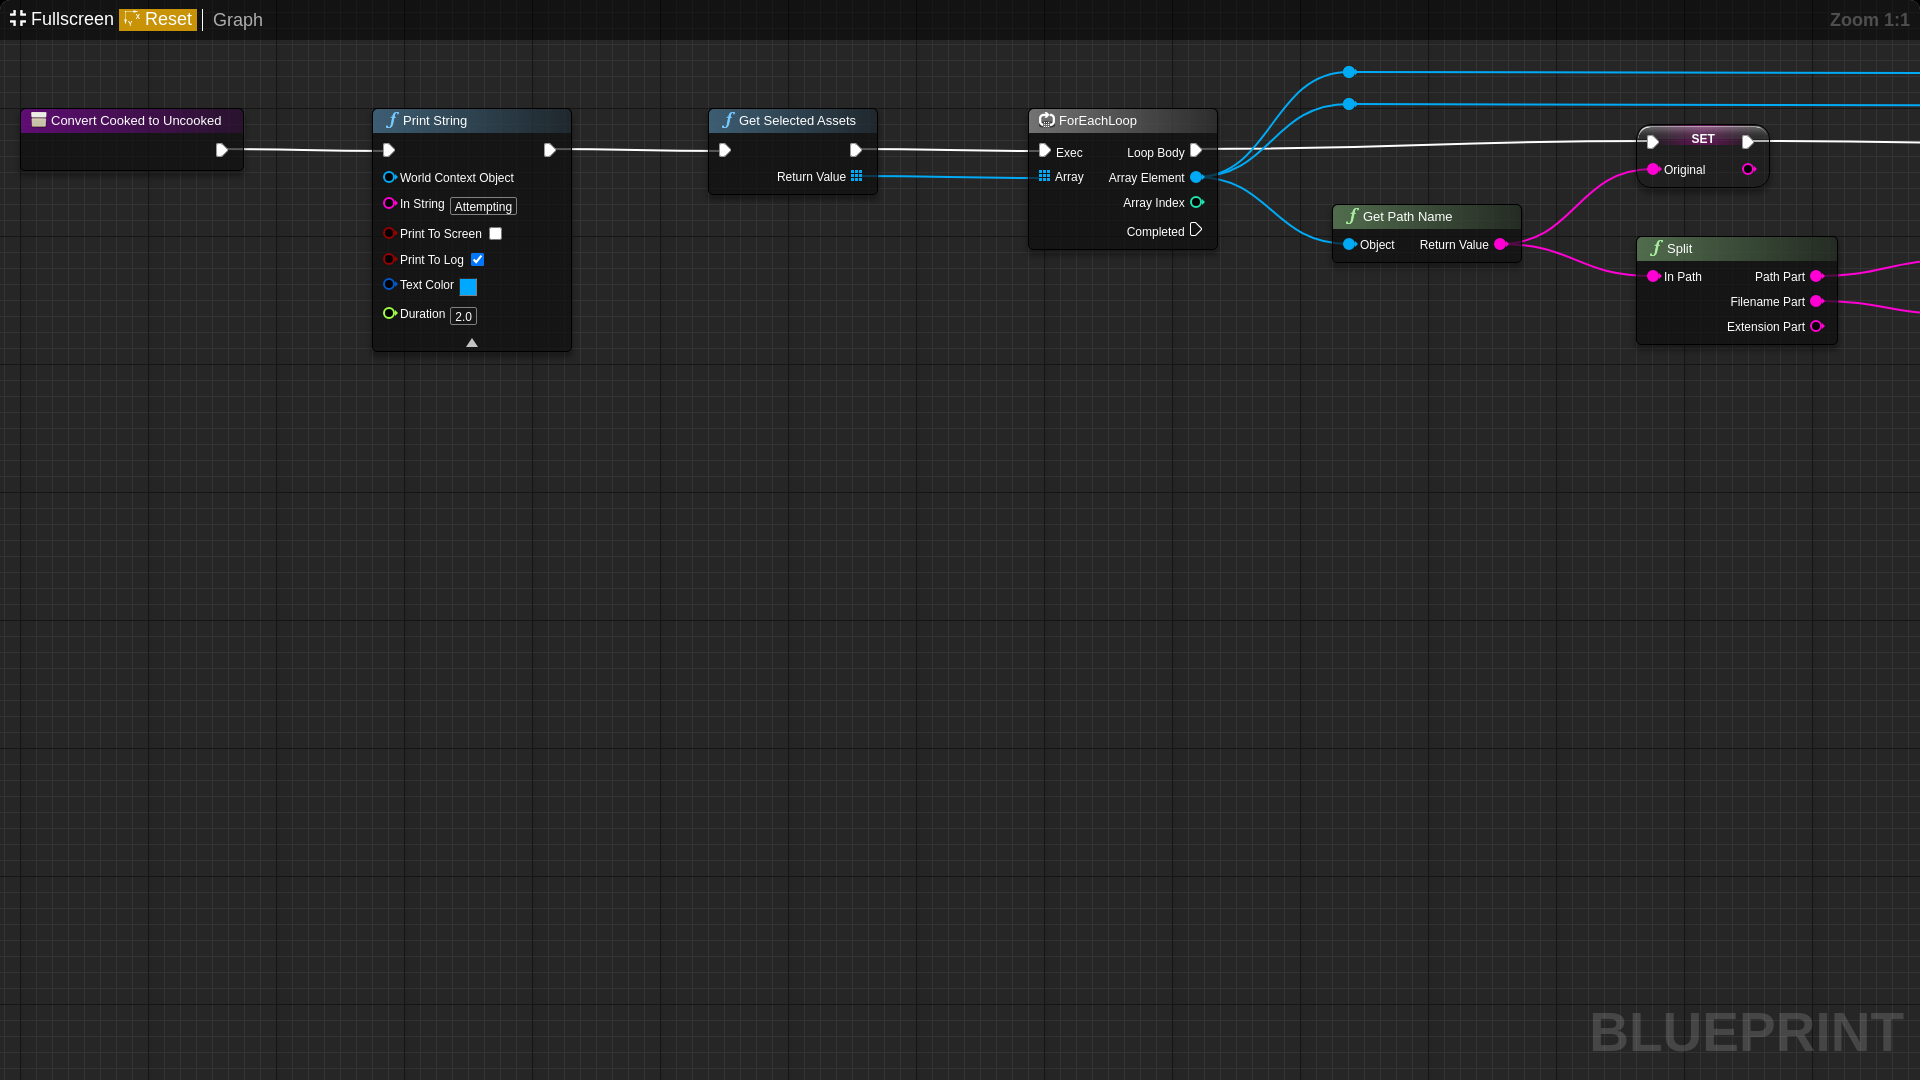 Fullscreen Reset Graph
Zoom 1:1
Convert Cooked to Uncooked
Print String
World Context Object
In String Attempting
Print To Screen
Print To Log
Text Color
Duration 2.0
Get Selected Assets
Return Value
ForEachLoop
Exec Loop Body
Array Array Element
Array Index
Completed
Get Path Name
Object Return Value
SET
Original
Split
In Path Path Part
Filename Part
Extension Part
BLUEPRINT